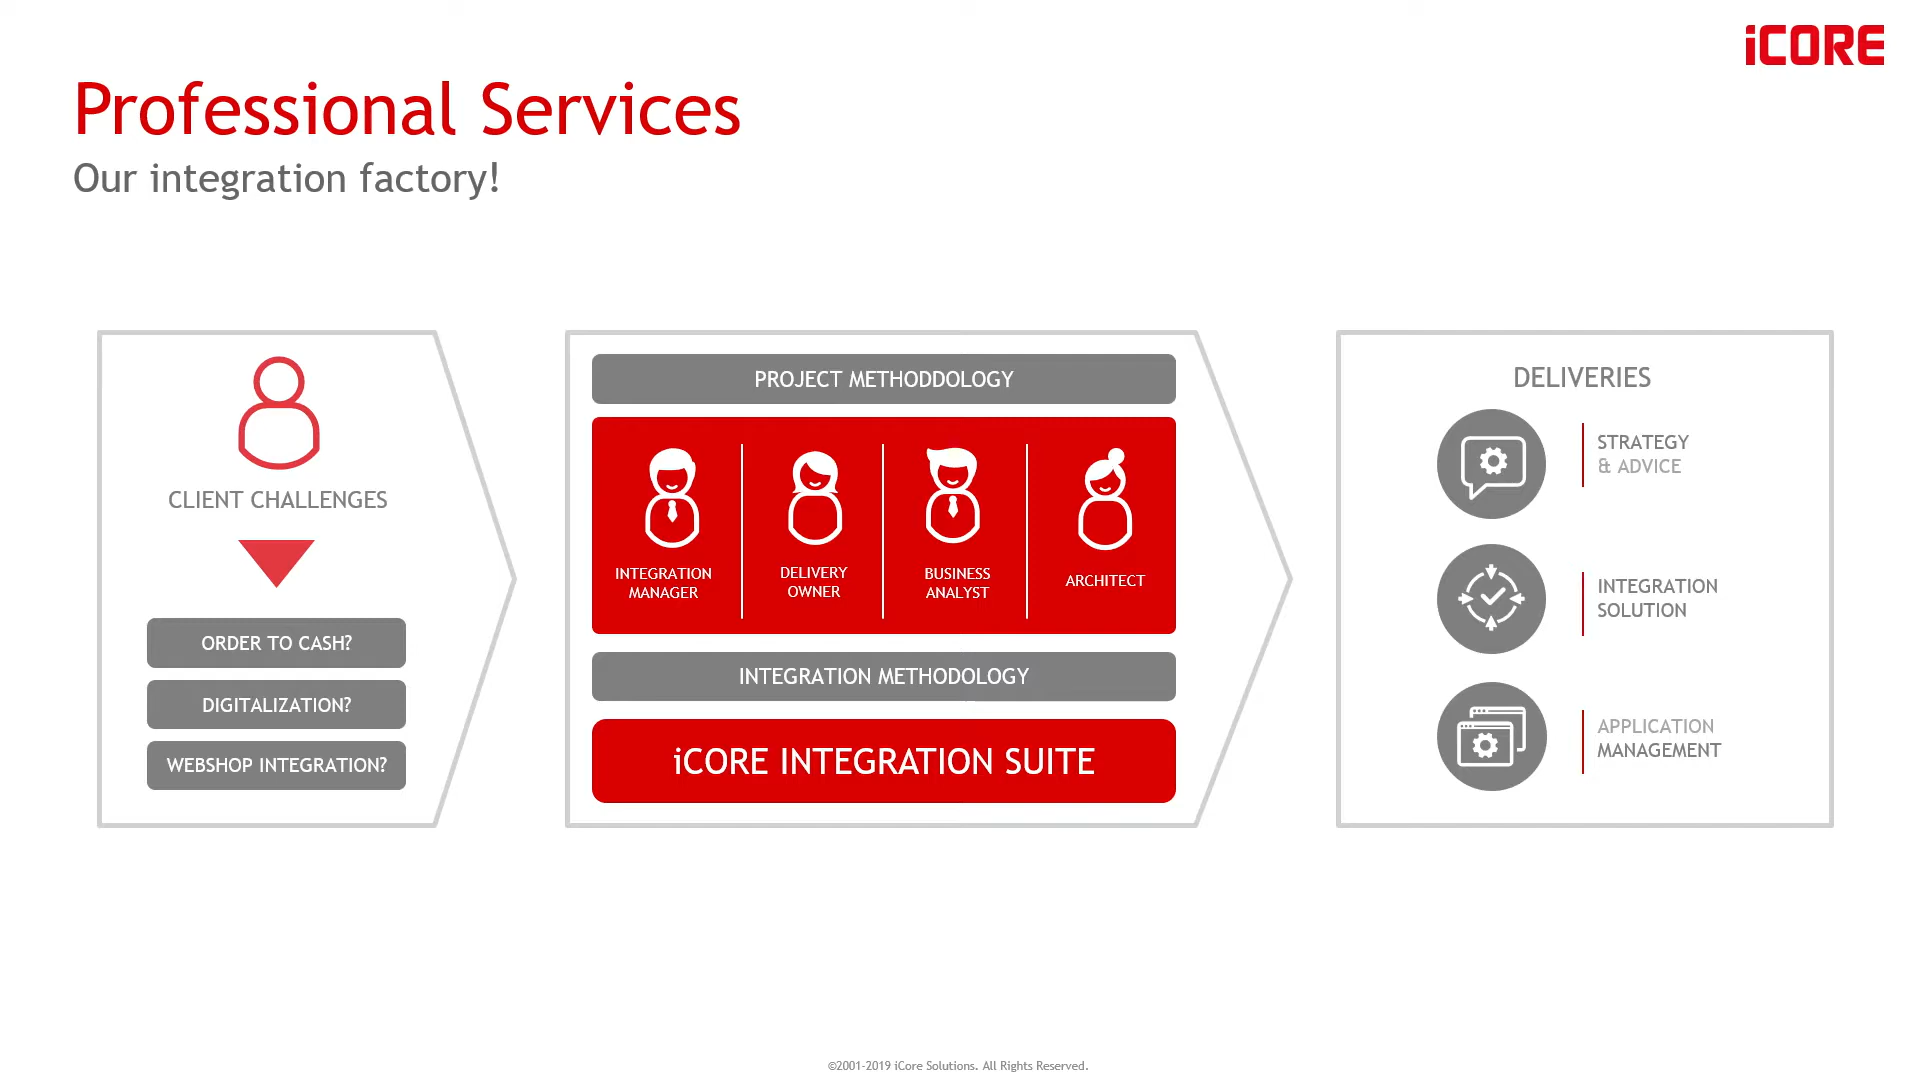 iCORE
Professional Services
Our integration factory!
CLIENT CHALLENGES
ORDER TO CASH?
DIGITALIZATION?
WEBSHOP INTEGRATION?
PROJECT METHODDOLOGY
INTEGRATION
MANAGER
DELIVERY
OWNER
BUSINESS
ANALYST
ARCHITECT
INTEGRATION METHODOLOGY
iCORE INTEGRATION SUITE
DELIVERIES
STRATEGY
& ADVICE
INTEGRATION
SOLUTION
APPLICATION
MANAGEMENT
©2001-2019 iCore Solutions. All Rights Reserved.